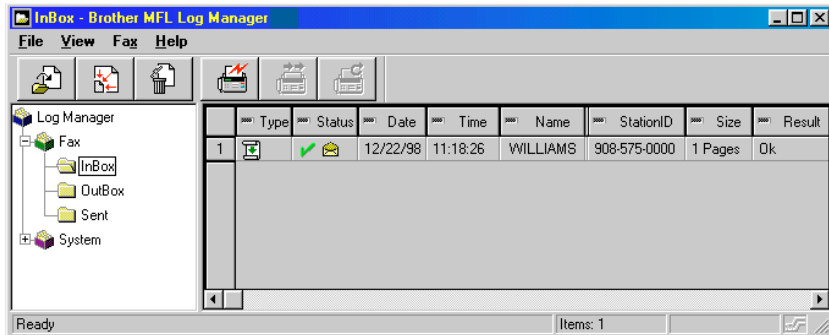 InBox - Brother MFL Log Manager
File View Fax Help
Log Manager
Fax
InBox
OutBox
Sent
System
Type Status Date Time Name StationID Size Result
1 12/22/98 11:18:26 WILLIAMS 908-575-0000 1 Pages Ok
Ready Items: 1